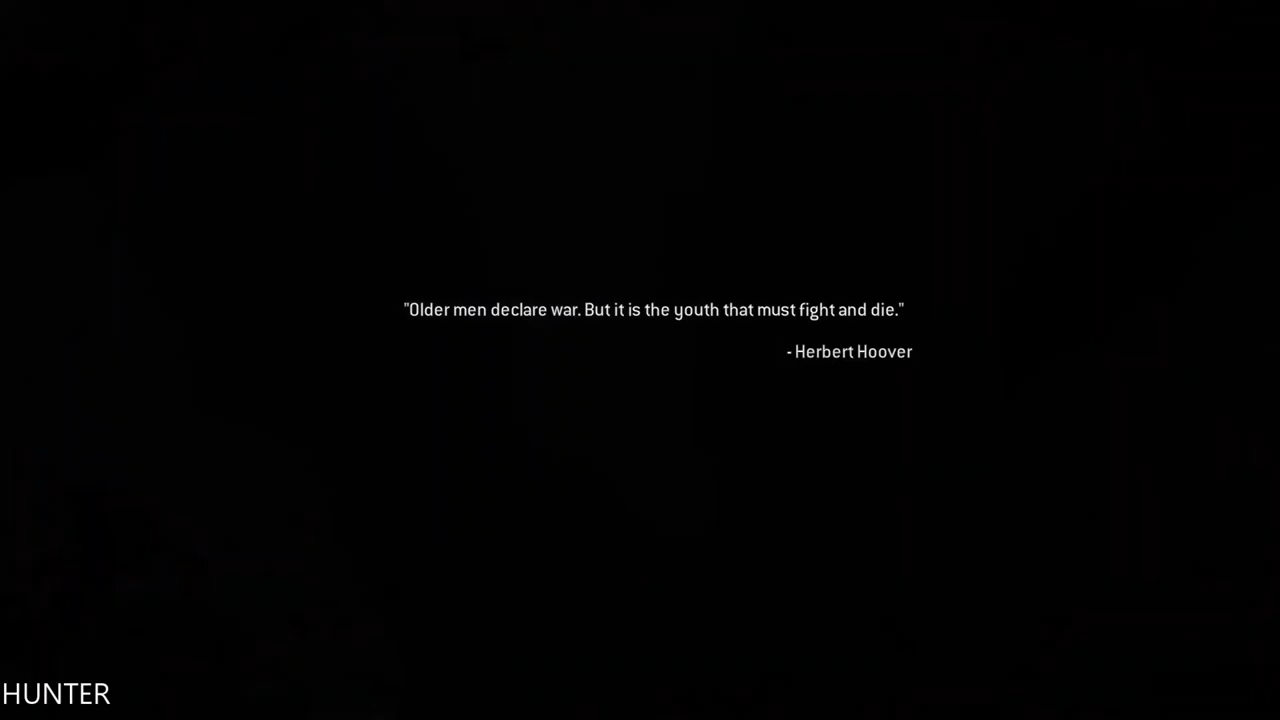 "Older men declare war. But it is the youth that must fight and die."
- Herbert Hoover
HUNTER